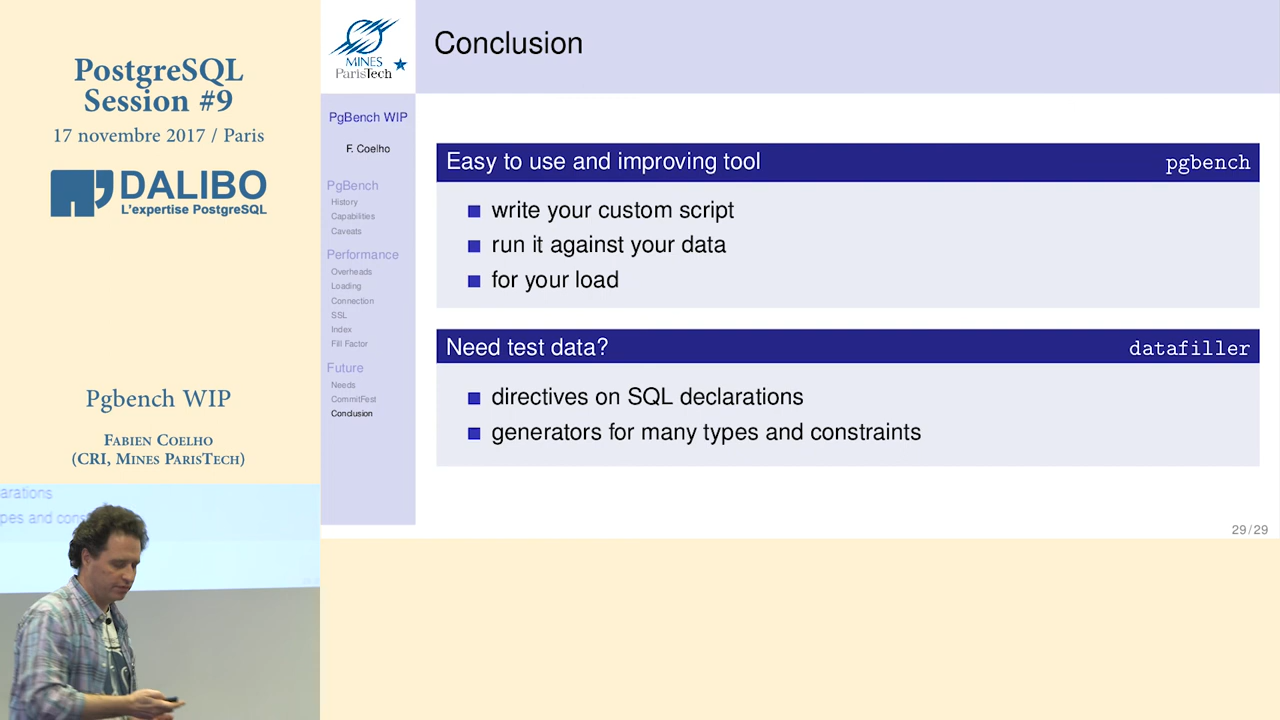 PostgreSQL
Session #9
17 novembre 2017 / Paris
DALIBO
L'expertise PostgreSQL
Pgbench WIP
Fabien Coelho
(CRI, Mines ParisTech)
arations
MINES
ParisTech
PgBench WIP
F. Coelho
PgBench
History
Capabilities
Caveats
Performance
Overheads
Loading
Connection
SSL
Index
Fill Factor
Future
Needs
CommitFest
Conclusion
Conclusion
Easy to use and improving tool pgbench
write your custom script
run it against your data
for your load
Need test data? datafiller
directives on SQL declarations
generators for many types and constraints
29/29